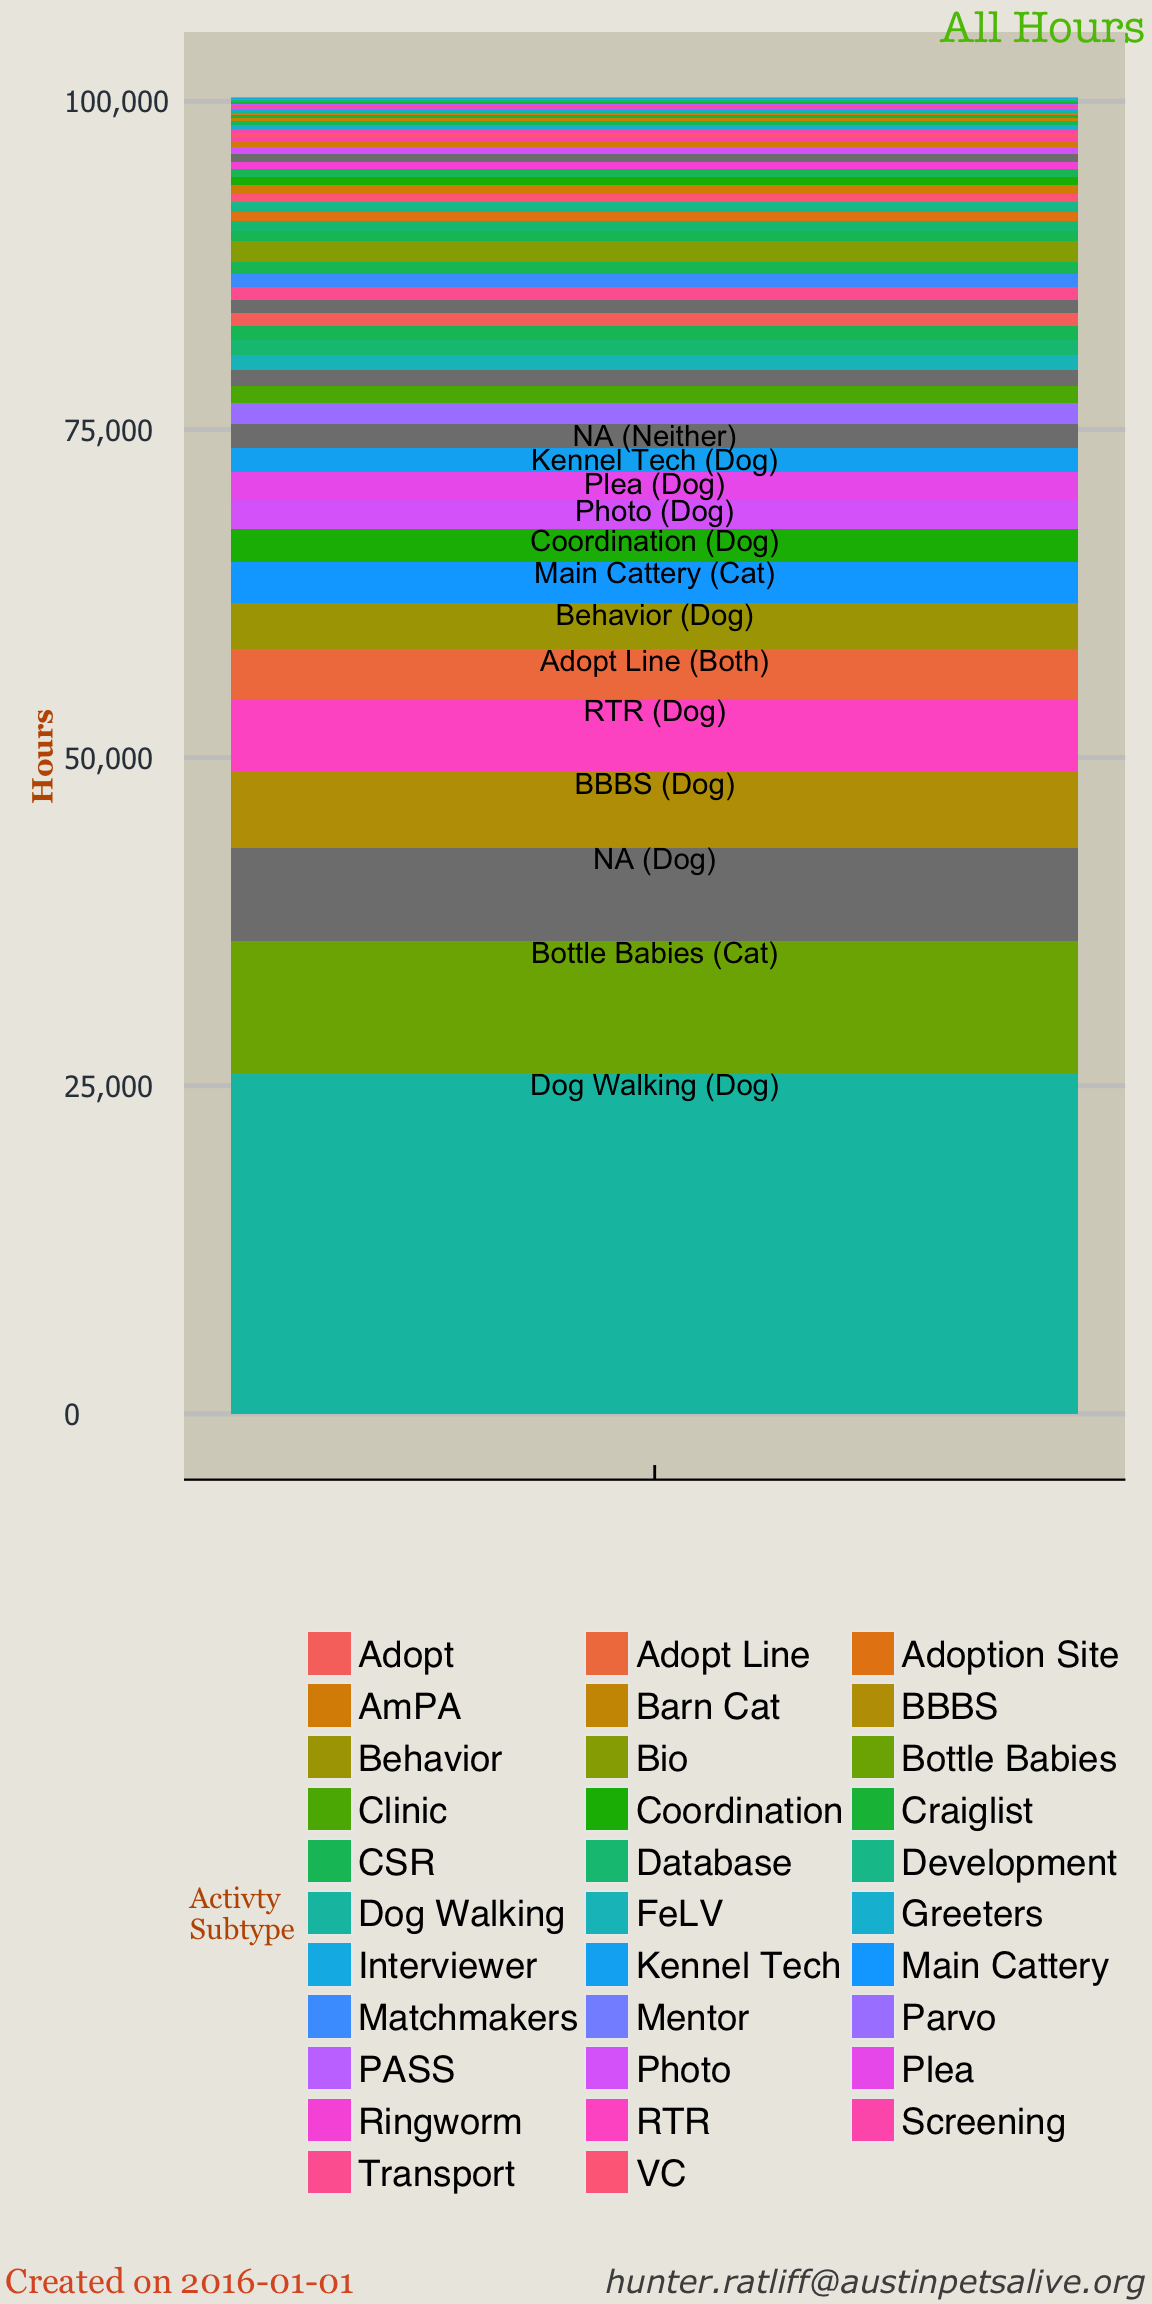 All Hours
100,000
75,000
NA (Neither)
Kennel Tech (Dog)
Plea (Dog)
Photo (Dog)
Coordination (Dog)
Main Cattery (Cat)
Behavior (Dog)
Adopt Line (Both)
RTR (Dog)
Hours
50,000
BBBS (Dog)
NA (Dog)
Bottle Babies (Cat)
25,000
Dog Walking (Dog)
0
Activty
Subtype
Adopt Adopt Line Adoption Site
AmPA Barn Cat BBBS
Behavior Bio Bottle Babies
Clinic Coordination Craiglist
CSR Database Development
Dog Walking FeLV Greeters
Interviewer Kennel Tech Main Cattery
Matchmakers Mentor Parvo
PASS Photo Plea
Ringworm RTR Screening
Transport VC
Created on 2016-01-01
hunter.ratliff@austinpetsalive.org